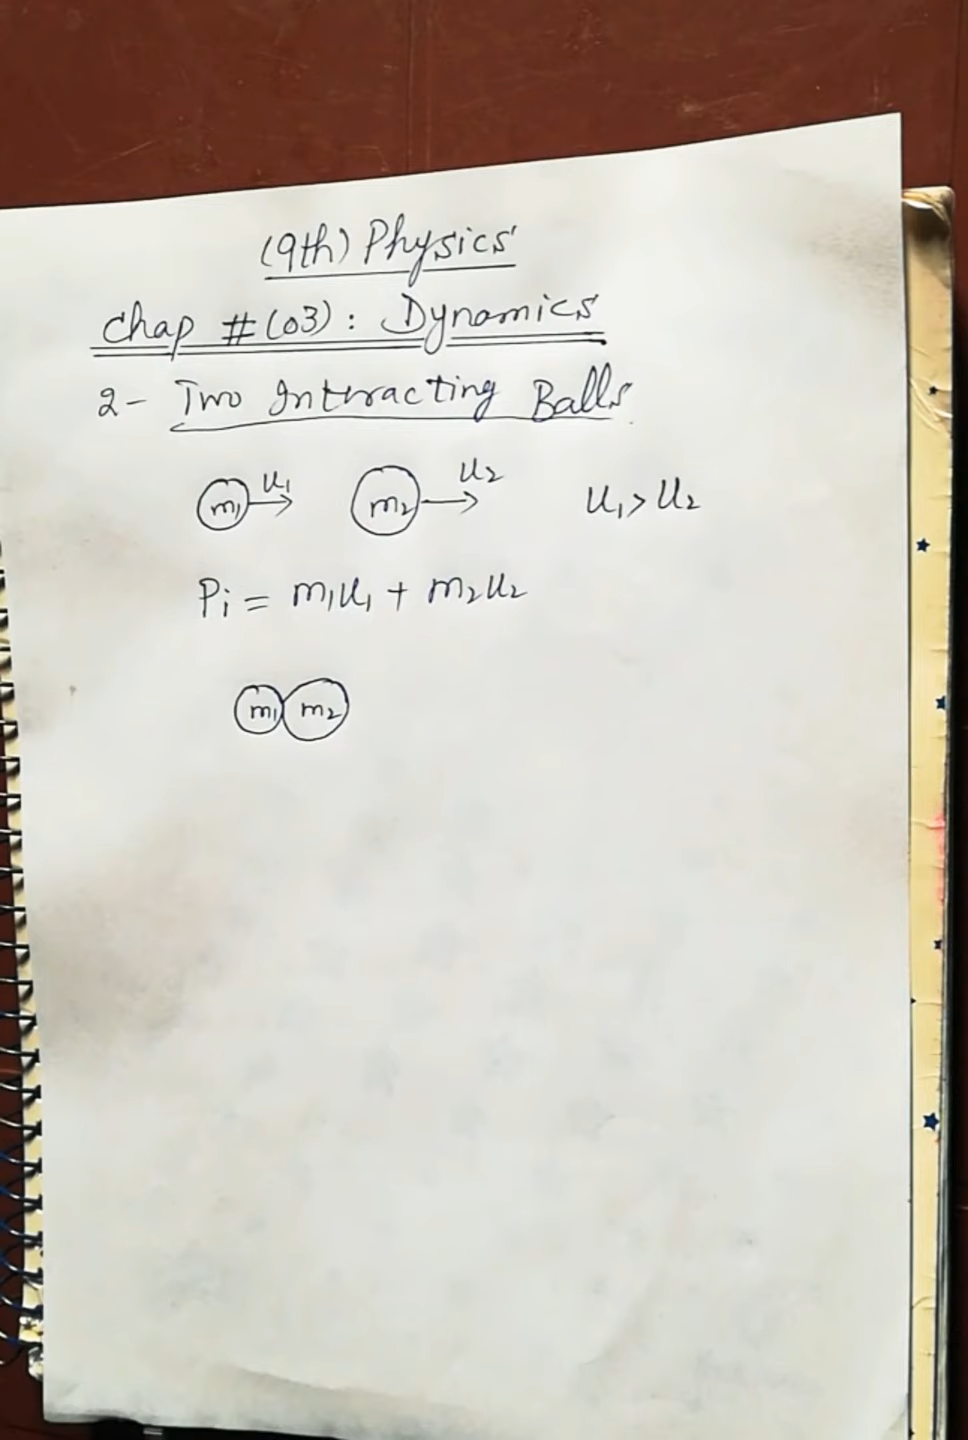 (9th) Physics
Chap #(03): Dynamics
2- Two Interacting Balls
m₁ U₁ m₂ U₂ U₁ > U₂
Pi = m₁U₁ + m₂U₂
m₁ m₂